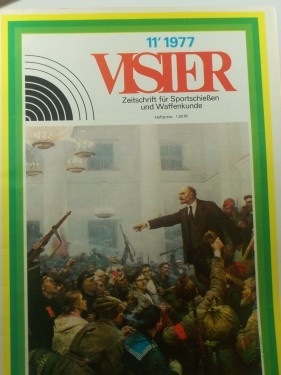 11' 1977
VISIER
Zeitschrift für Sportschießen
und Waffenkunde